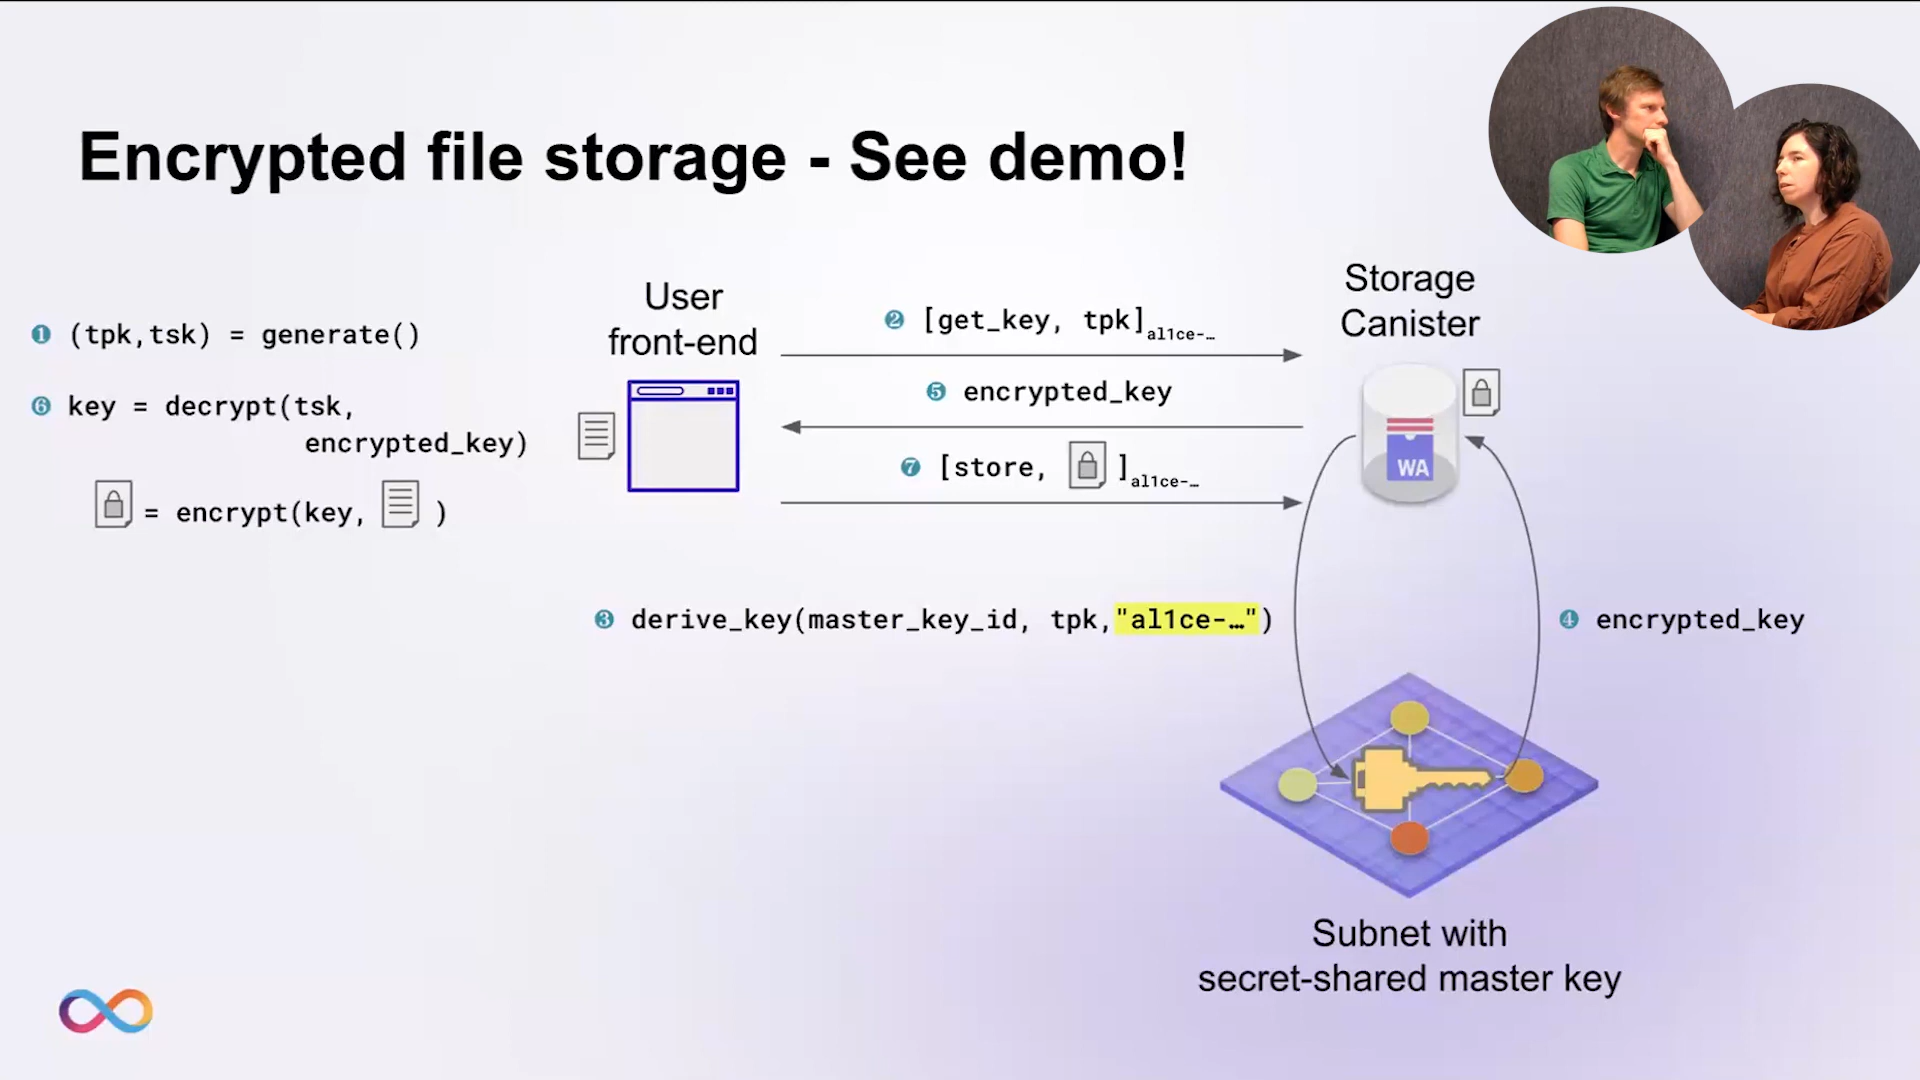 Encrypted file storage - See demo!
❶ (tpk,tsk) = generate()
❻ key = decrypt(tsk,
encrypted_key)
= encrypt(key, )
User
front-end
❷ [get_key, tpk]al1ce-…
❺ encrypted_key
❼ [store, ]al1ce-…
Storage
Canister
WA
❸ derive_key(master_key_id, tpk,"al1ce-…")
❹ encrypted_key
Subnet with
secret-shared master key